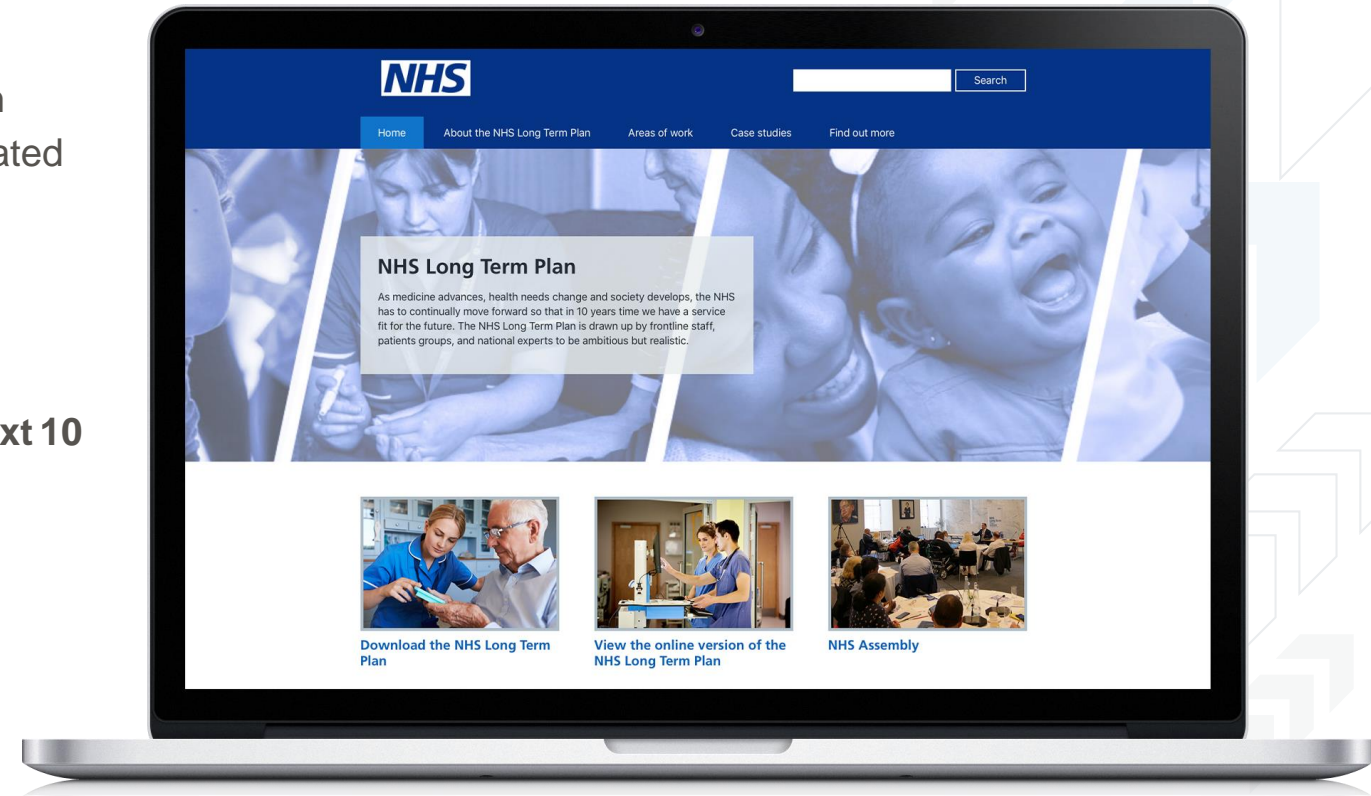 ated
xt 10
NHS
Search
Home About the NHS Long Term Plan Areas of work Case studies Find out more
NHS Long Term Plan
As medicine advances, health needs change and society develops, the NHS
has to continually move forward so that in 10 years time we have a service
fit for the future. The NHS Long Term Plan is drawn up by frontline staff,
patients groups, and national experts to be ambitious but realistic.
Download the NHS Long Term
Plan
View the online version of the
NHS Long Term Plan
NHS Assembly